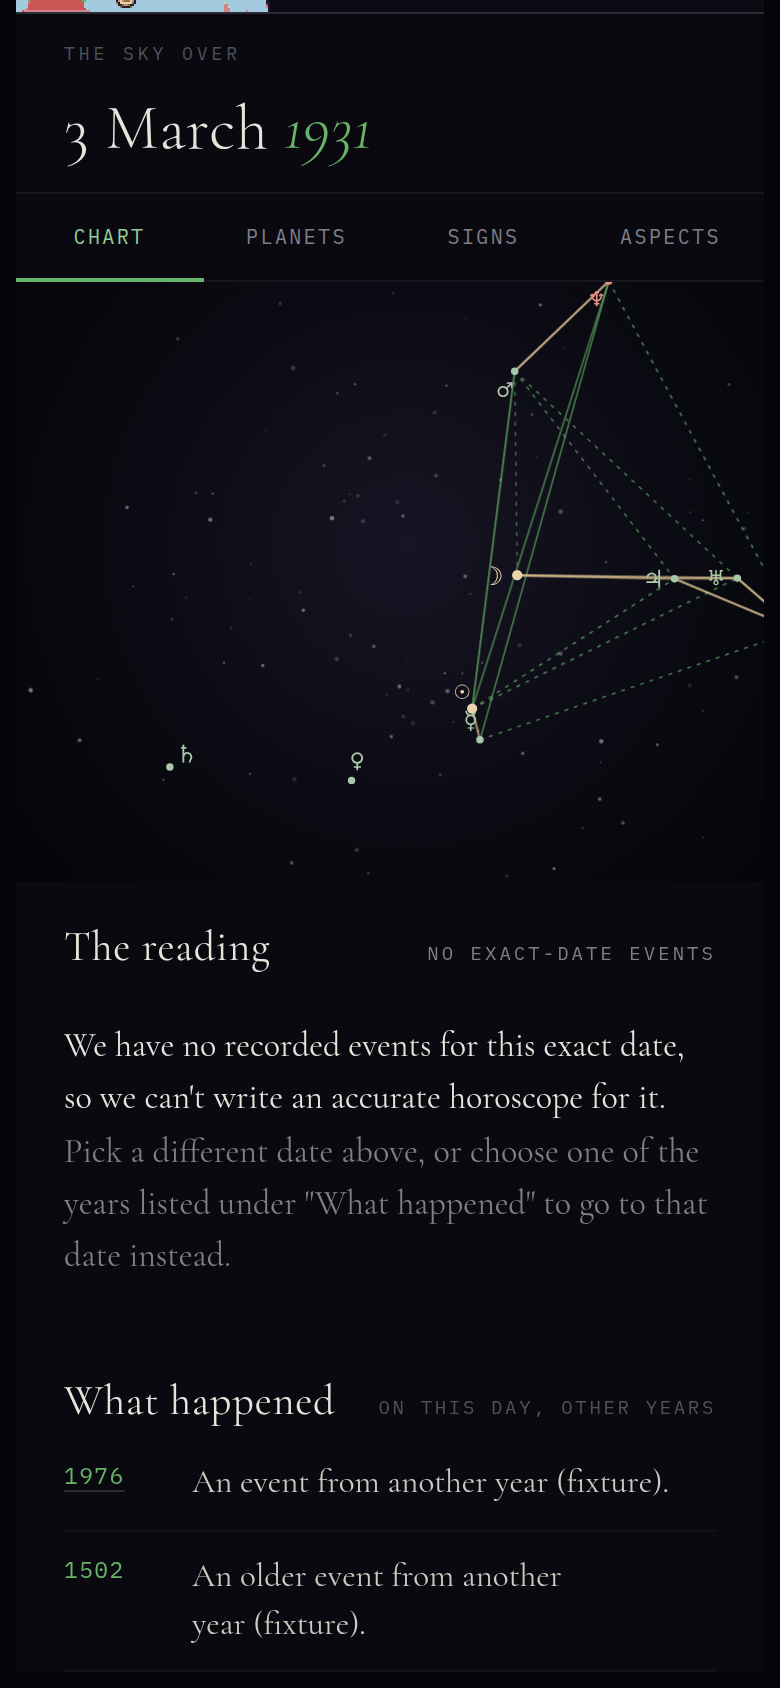 THE SKY OVER
3 March 1931
CHART PLANETS SIGNS ASPECTS
♆
♂
☽ ♃ ♅
☉
☿
♄ ♀
The reading NO EXACT-DATE EVENTS
We have no recorded events for this exact date,
so we can't write an accurate horoscope for it.
Pick a different date above, or choose one of the
years listed under "What happened" to go to that
date instead.
What happened ON THIS DAY, OTHER YEARS
1976 An event from another year (fixture).
1502 An older event from another
year (fixture).